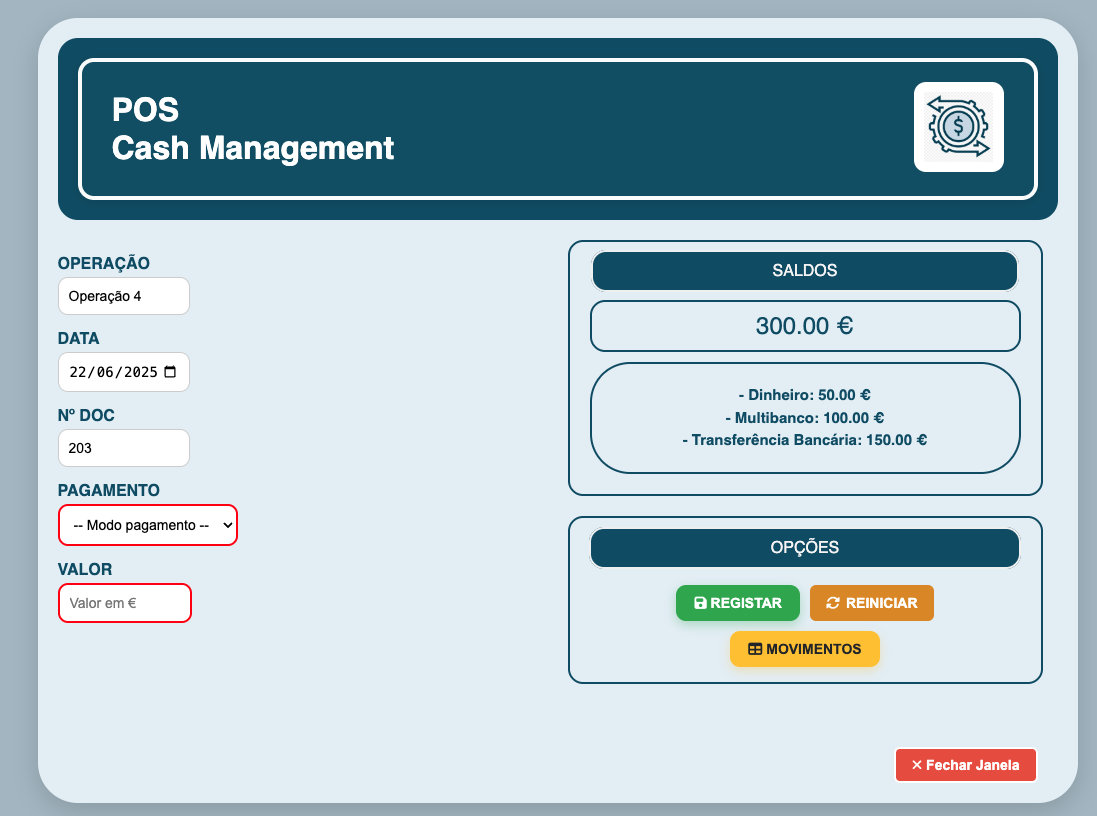 POS
Cash Management
$
OPERAÇÃO
Operação 4
DATA
22/06/2025
Nº DOC
203
PAGAMENTO
-- Modo pagamento --
VALOR
Valor em €
SALDOS
300.00 €
- Dinheiro: 50.00 €
- Multibanco: 100.00 €
- Transferência Bancária: 150.00 €
OPÇÕES
REGISTAR
REINICIAR
MOVIMENTOS
✕ Fechar Janela